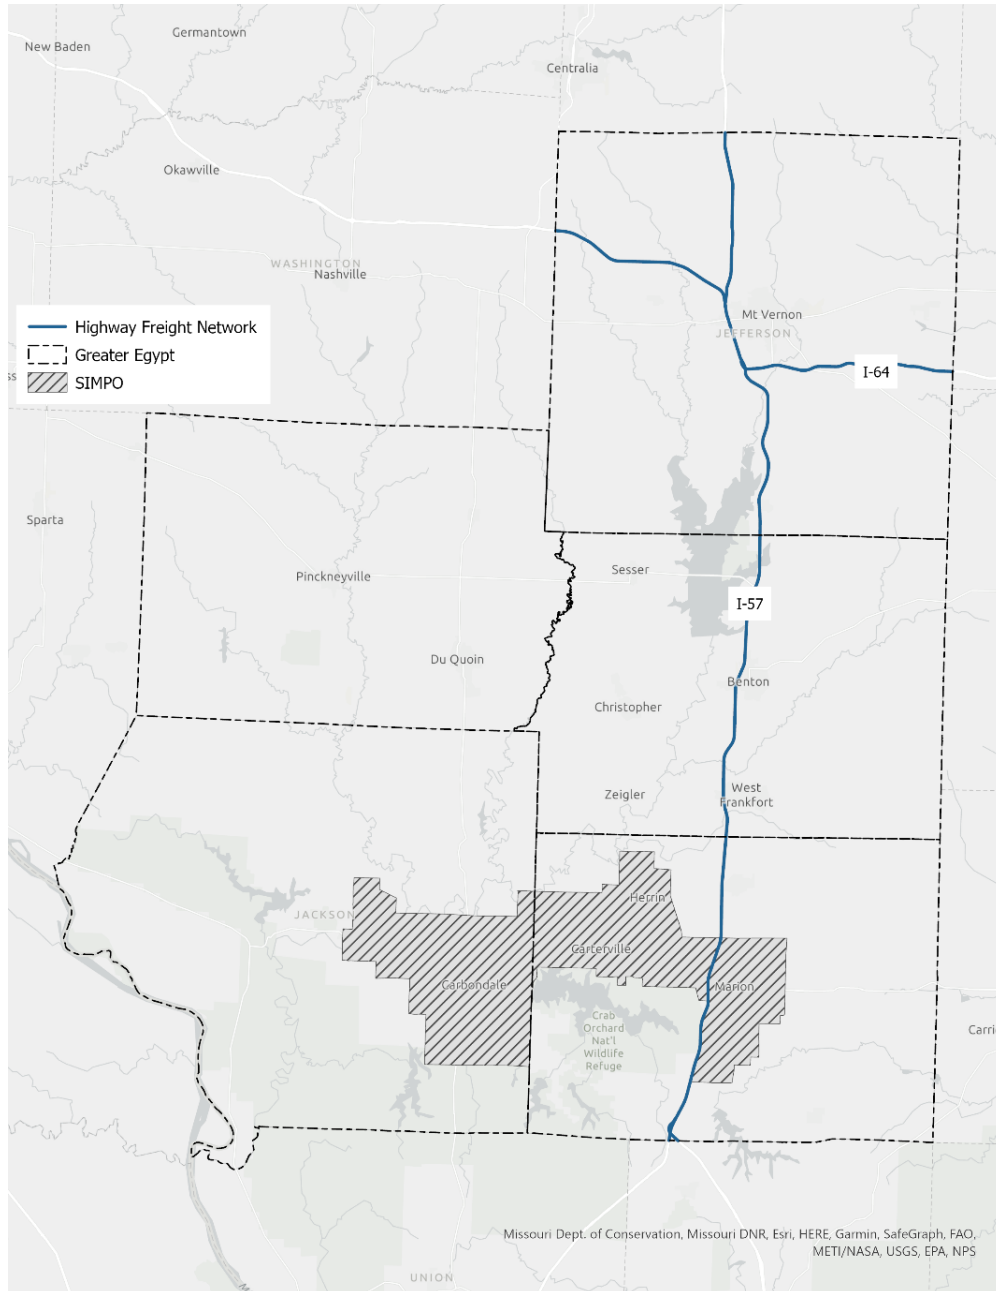 Germantown
New Baden
Centralia
Okawville
WASHINGTON
Nashville
Mt Vernon
JEFFERSON
Highway Freight Network
Greater Egypt
SIMPO
ss
I-64
Sparta
Sesser
Pinckneyville
I-57
Du Quoin
Benton
Christopher
West
Frankfort
Zeigler
Herrin
JACKSON
Carterville
Carbondale
Marion
Crab
Orchard
Nat'l
Wildlife
Refuge
Carri
Missouri Dept. of Conservation, Missouri DNR, Esri, HERE, Garmin, SafeGraph, FAO,
METI/NASA, USGS, EPA, NPS
UNION